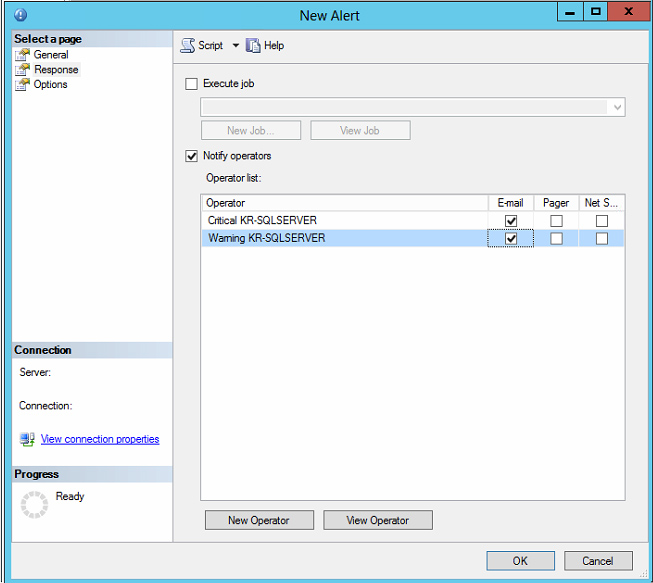 New Alert
Select a page
General
Response
Options
Script
Help
Execute job
New Job...
View Job
Notify operators
Operator list:
Operator E-mail Pager Net S...
Critical KR-SQLSERVER
Warning KR-SQLSERVER
Connection
Server:
Connection:
View connection properties
Progress
Ready
New Operator
View Operator
OK
Cancel